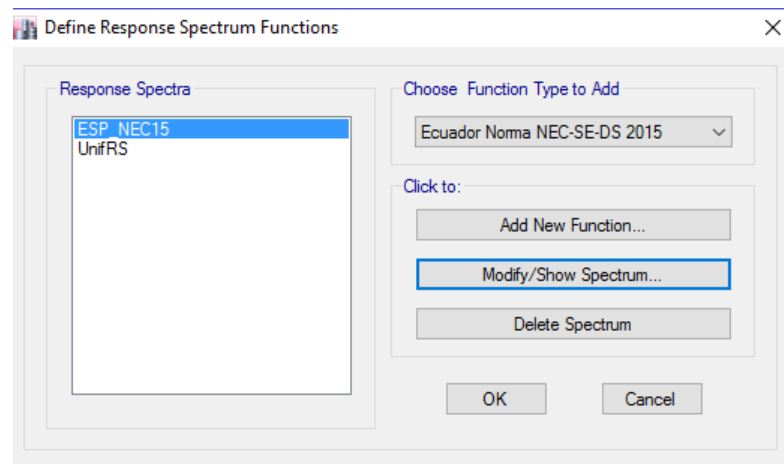 Define Response Spectrum Functions
Response Spectra
ESP_NEC15
UnifRS
Choose Function Type to Add
Ecuador Norma NEC-SE-DS 2015
Click to:
Add New Function...
Modify/Show Spectrum...
Delete Spectrum
OK
Cancel